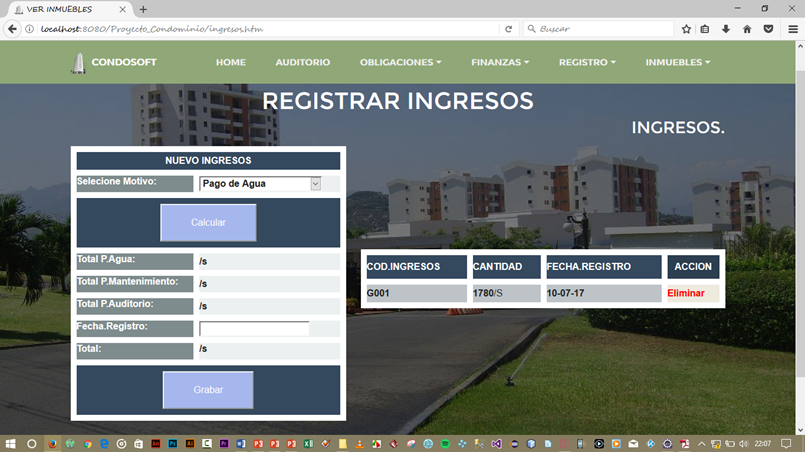 VER INMUEBLES
localhost:8080/Proyecto_Condominio/ingresos.htm
Buscar
CONDOSOFT HOME AUDITORIO OBLIGACIONES FINANZAS REGISTRO INMUEBLES
REGISTRAR INGRESOS
INGRESOS.
NUEVO INGRESOS
Selecione Motivo: Pago de Agua
Calcular
Total P.Agua: /s
Total P.Mantenimiento: /s
Total P.Auditorio: /s
Fecha.Registro:
Total: /s
Grabar
COD.INGRESOS CANTIDAD FECHA.REGISTRO ACCION
G001 1780/S 10-07-17 Eliminar
22:07